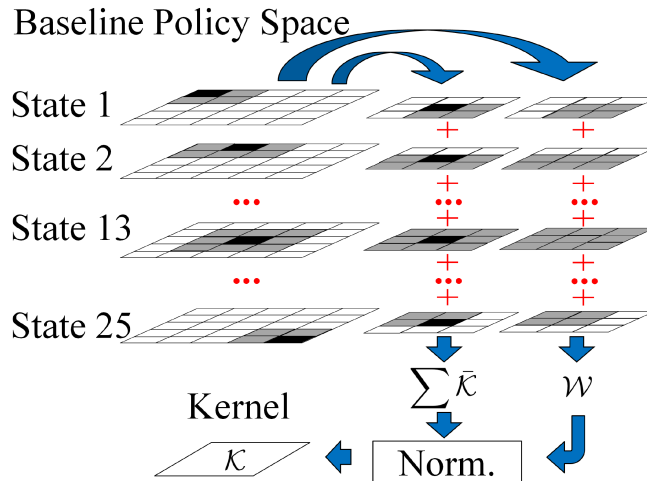 Baseline Policy Space
State 1
+ +
State 2
+ +
... ... ...
+ +
State 13
+ +
... ... ...
+ +
State 25
∑ K̄ W
Kernel
K Norm.